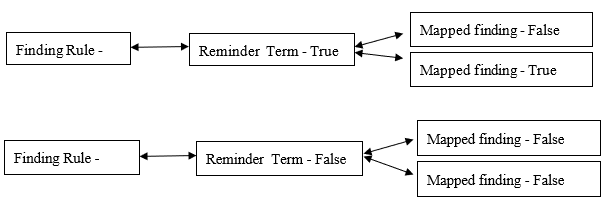 Mapped finding - False
Finding Rule -
Reminder Term - True
Mapped finding - True
Mapped finding - False
Finding Rule -
Reminder Term - False
Mapped finding - False